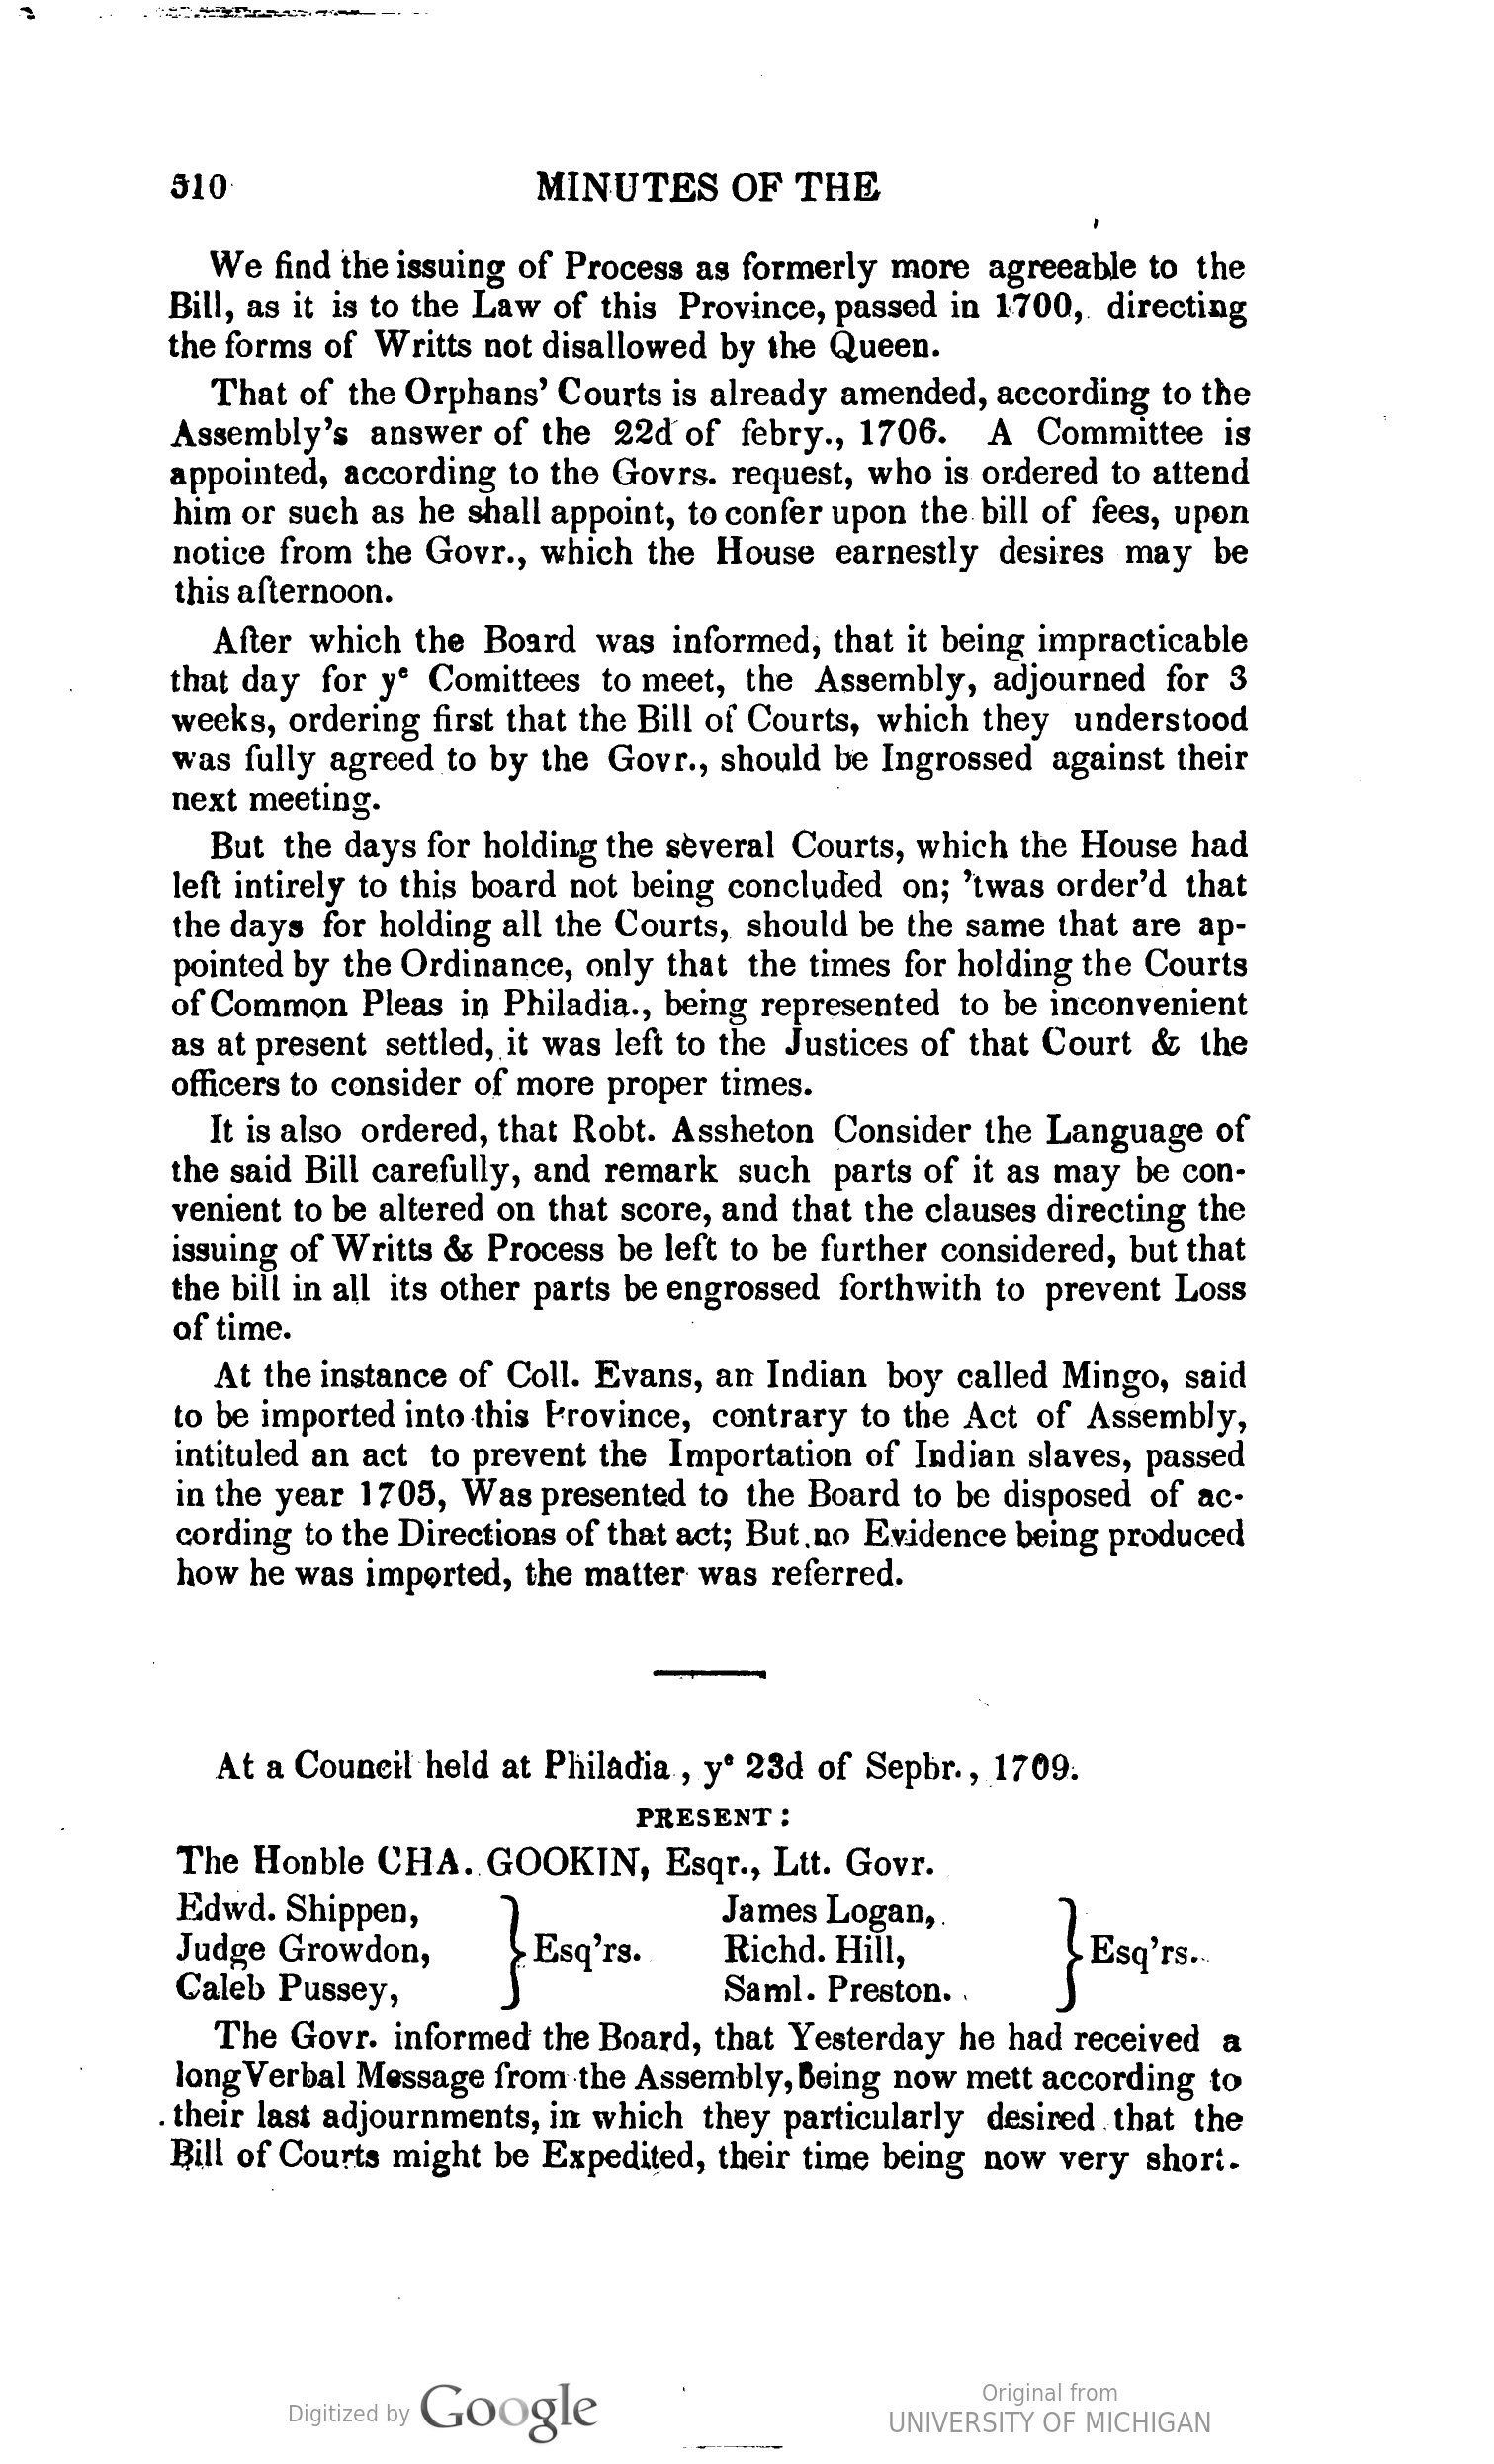 510 MINUTES OF THE
We find the issuing of Process as formerly more agreeable to the
Bill, as it is to the Law of this Province, passed in 1700, directing
the forms of Writts not disallowed by the Queen.
That of the Orphans' Courts is already amended, according to the
Assembly's answer of the 22d of febry., 1706. A Committee is
appointed, according to the Govrs. request, who is ordered to attend
him or such as he shall appoint, to confer upon the bill of fees, upon
notice from the Govr., which the House earnestly desires may be
this afternoon.
After which the Board was informed, that it being impracticable
that day for yᵉ Comittees to meet, the Assembly, adjourned for 3
weeks, ordering first that the Bill of Courts, which they understood
was fully agreed to by the Govr., should be Ingrossed against their
next meeting.
But the days for holding the several Courts, which the House had
left intirely to this board not being concluded on; 'twas order'd that
the days for holding all the Courts, should be the same that are ap-
pointed by the Ordinance, only that the times for holding the Courts
of Common Pleas in Philadia., being represented to be inconvenient
as at present settled, it was left to the Justices of that Court & the
officers to consider of more proper times.
It is also ordered, that Robt. Assheton Consider the Language of
the said Bill carefully, and remark such parts of it as may be con-
venient to be altered on that score, and that the clauses directing the
issuing of Writts & Process be left to be further considered, but that
the bill in all its other parts be engrossed forthwith to prevent Loss
of time.
At the instance of Coll. Evans, an Indian boy called Mingo, said
to be imported into this Province, contrary to the Act of Assembly,
intituled an act to prevent the Importation of Indian slaves, passed
in the year 1705, Was presented to the Board to be disposed of ac-
cording to the Directions of that act; But no Evidence being produced
how he was imported, the matter was referred.
At a Council held at Philadia, yᵉ 23d of Sepbr., 1709.
PRESENT:
The Honble CHA. GOOKIN, Esqr., Ltt. Govr.
Edwd. Shippen, James Logan,
Judge Growdon, } Esq'rs. Richd. Hill, } Esq'rs.
Caleb Pussey, Saml. Preston.
The Govr. informed the Board, that Yesterday he had received a
long Verbal Message from the Assembly, Being now mett according to
their last adjournments, in which they particularly desired that the
Bill of Courts might be Expedited, their time being now very short.
Digitized by Google
Original from
UNIVERSITY OF MICHIGAN